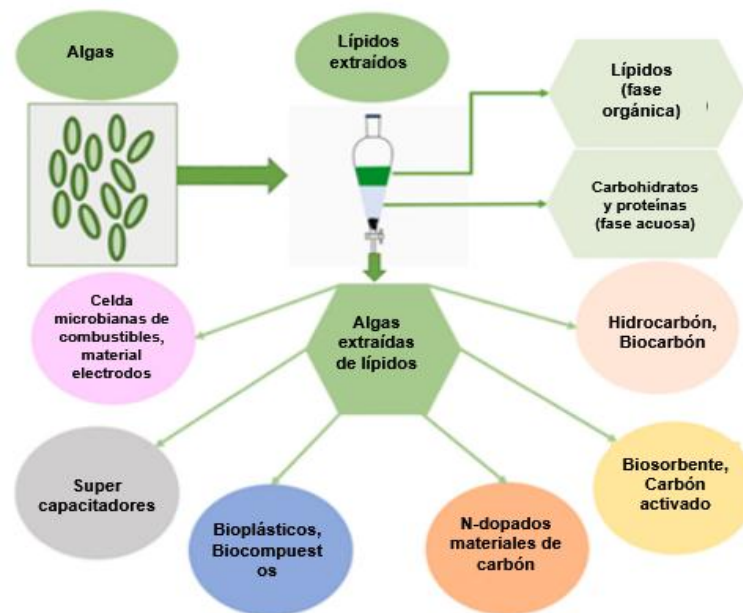 Algas
Lípidos
extraídos
Lípidos
(fase
orgánica) )
Carbohidratos
y proteínas
(fase acuosa)
Celda
microbianas de
combustibles,
material
electrodos
Algas
extraídas
de lípidos
Hidrocarbón,
Biocarbón
Super
capacitadores
Bioplásticos,
Biocompuest
os
N-dopados
materiales de
carbón
Biosorbente,
Carbón
activado